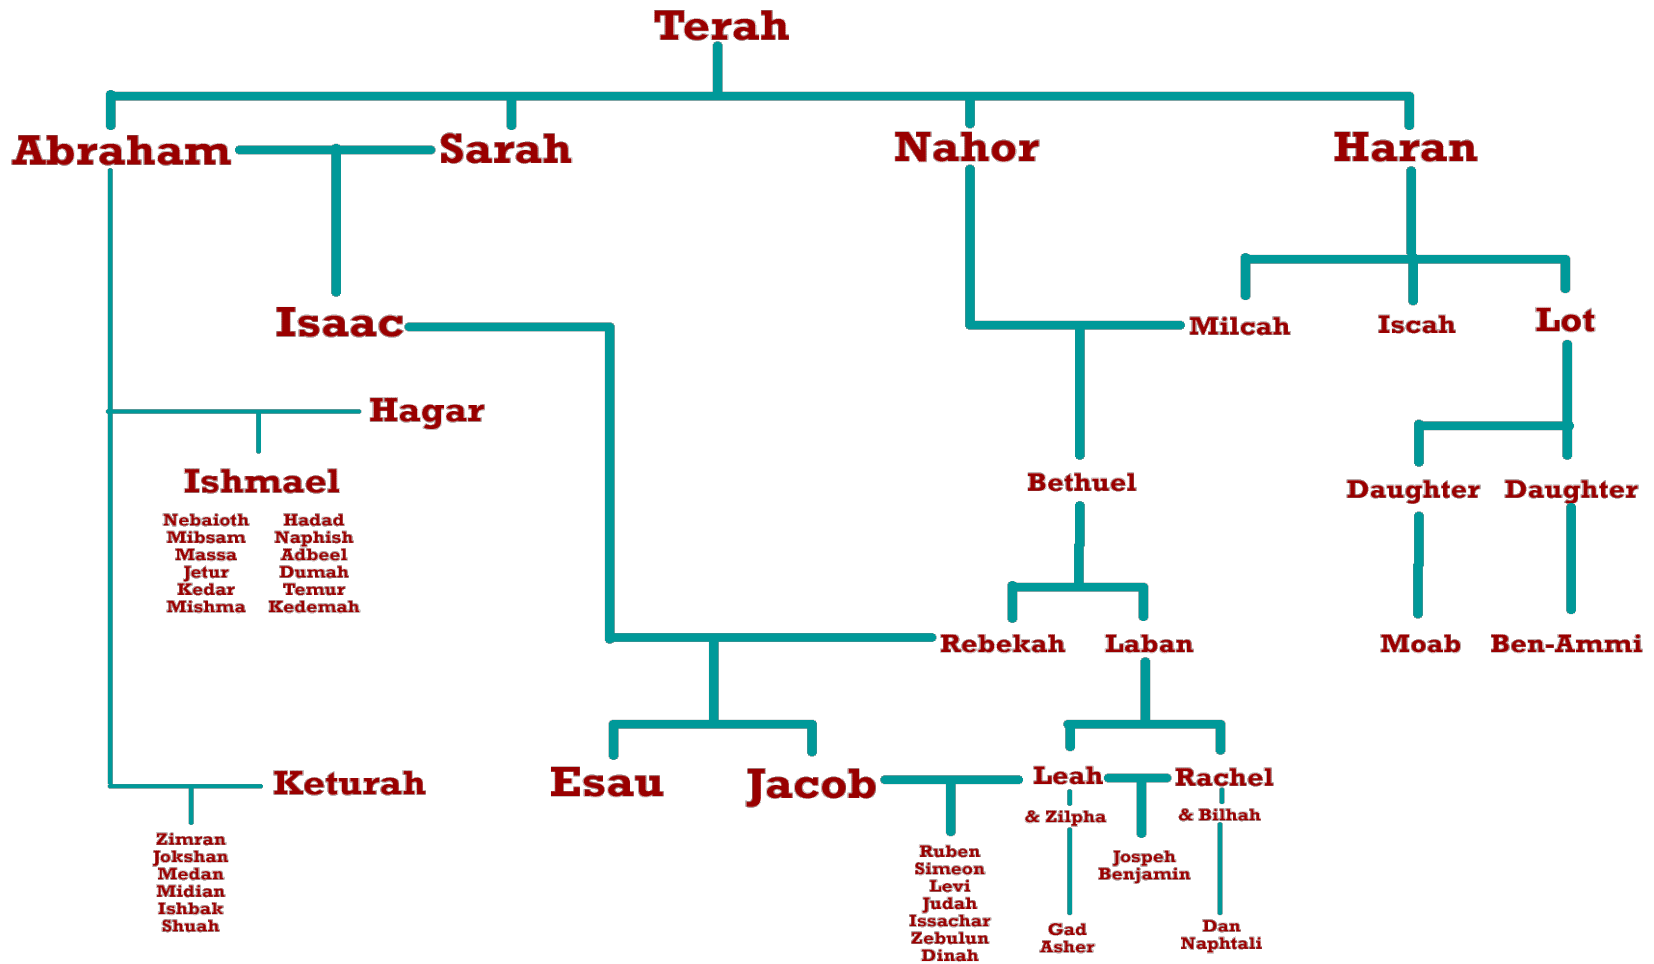 Terah
Abraham
Sarah
Nahor
Haran
Isaac
Milcah
Iscah
Lot
Hagar
Ishmael
Nebaioth
Mibsam
Massa
Jetur
Kedar
Mishma
Hadad
Naphish
Adbeel
Dumah
Temur
Kedemah
Bethuel
Daughter
Daughter
Rebekah
Laban
Moab
Ben-Ammi
Keturah
Zimran
Jokshan
Medan
Midian
Ishbak
Shuah
Esau
Jacob
Leah
& Zilpha
Rachel
& Bilhah
Ruben
Simeon
Levi
Judah
Issachar
Zebulun
Dinah
Jospeh
Benjamin
Gad
Asher
Dan
Naphtali